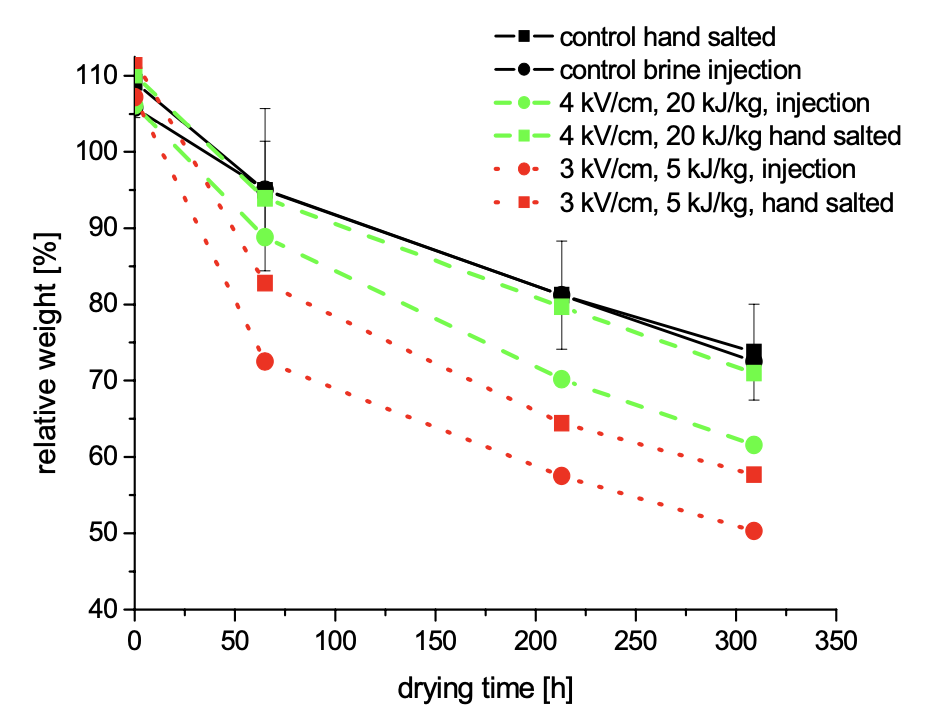 control hand salted
control brine injection
4 kV/cm, 20 kJ/kg, injection
4 kV/cm, 20 kJ/kg hand salted
3 kV/cm, 5 kJ/kg, injection
3 kV/cm, 5 kJ/kg, hand salted
110
100
90
80
70
60
50
40
relative weight [%]
0 50 100 150 200 250 300 350
drying time [h]